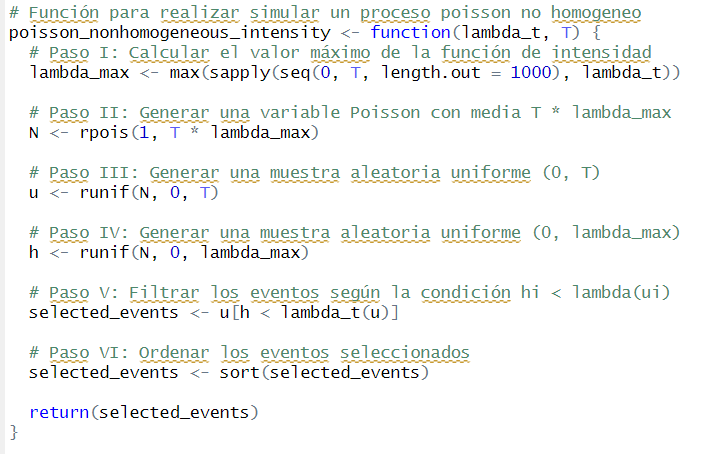 # Función para realizar simular un proceso poisson no homogeneo
poisson_nonhomogeneous_intensity <- function(lambda_t, T) {
  # Paso I: Calcular el valor máximo de la función de intensidad
  lambda_max <- max(sapply(seq(0, T, length.out = 1000), lambda_t))

  # Paso II: Generar una variable Poisson con media T * lambda_max
  N <- rpois(1, T * lambda_max)

  # Paso III: Generar una muestra aleatoria uniforme (0, T)
  u <- runif(N, 0, T)

  # Paso IV: Generar una muestra aleatoria uniforme (0, lambda_max)
  h <- runif(N, 0, lambda_max)

  # Paso V: Filtrar los eventos según la condición hi < lambda(ui)
  selected_events <- u[h < lambda_t(u)]

  # Paso VI: Ordenar los eventos seleccionados
  selected_events <- sort(selected_events)

  return(selected_events)
}